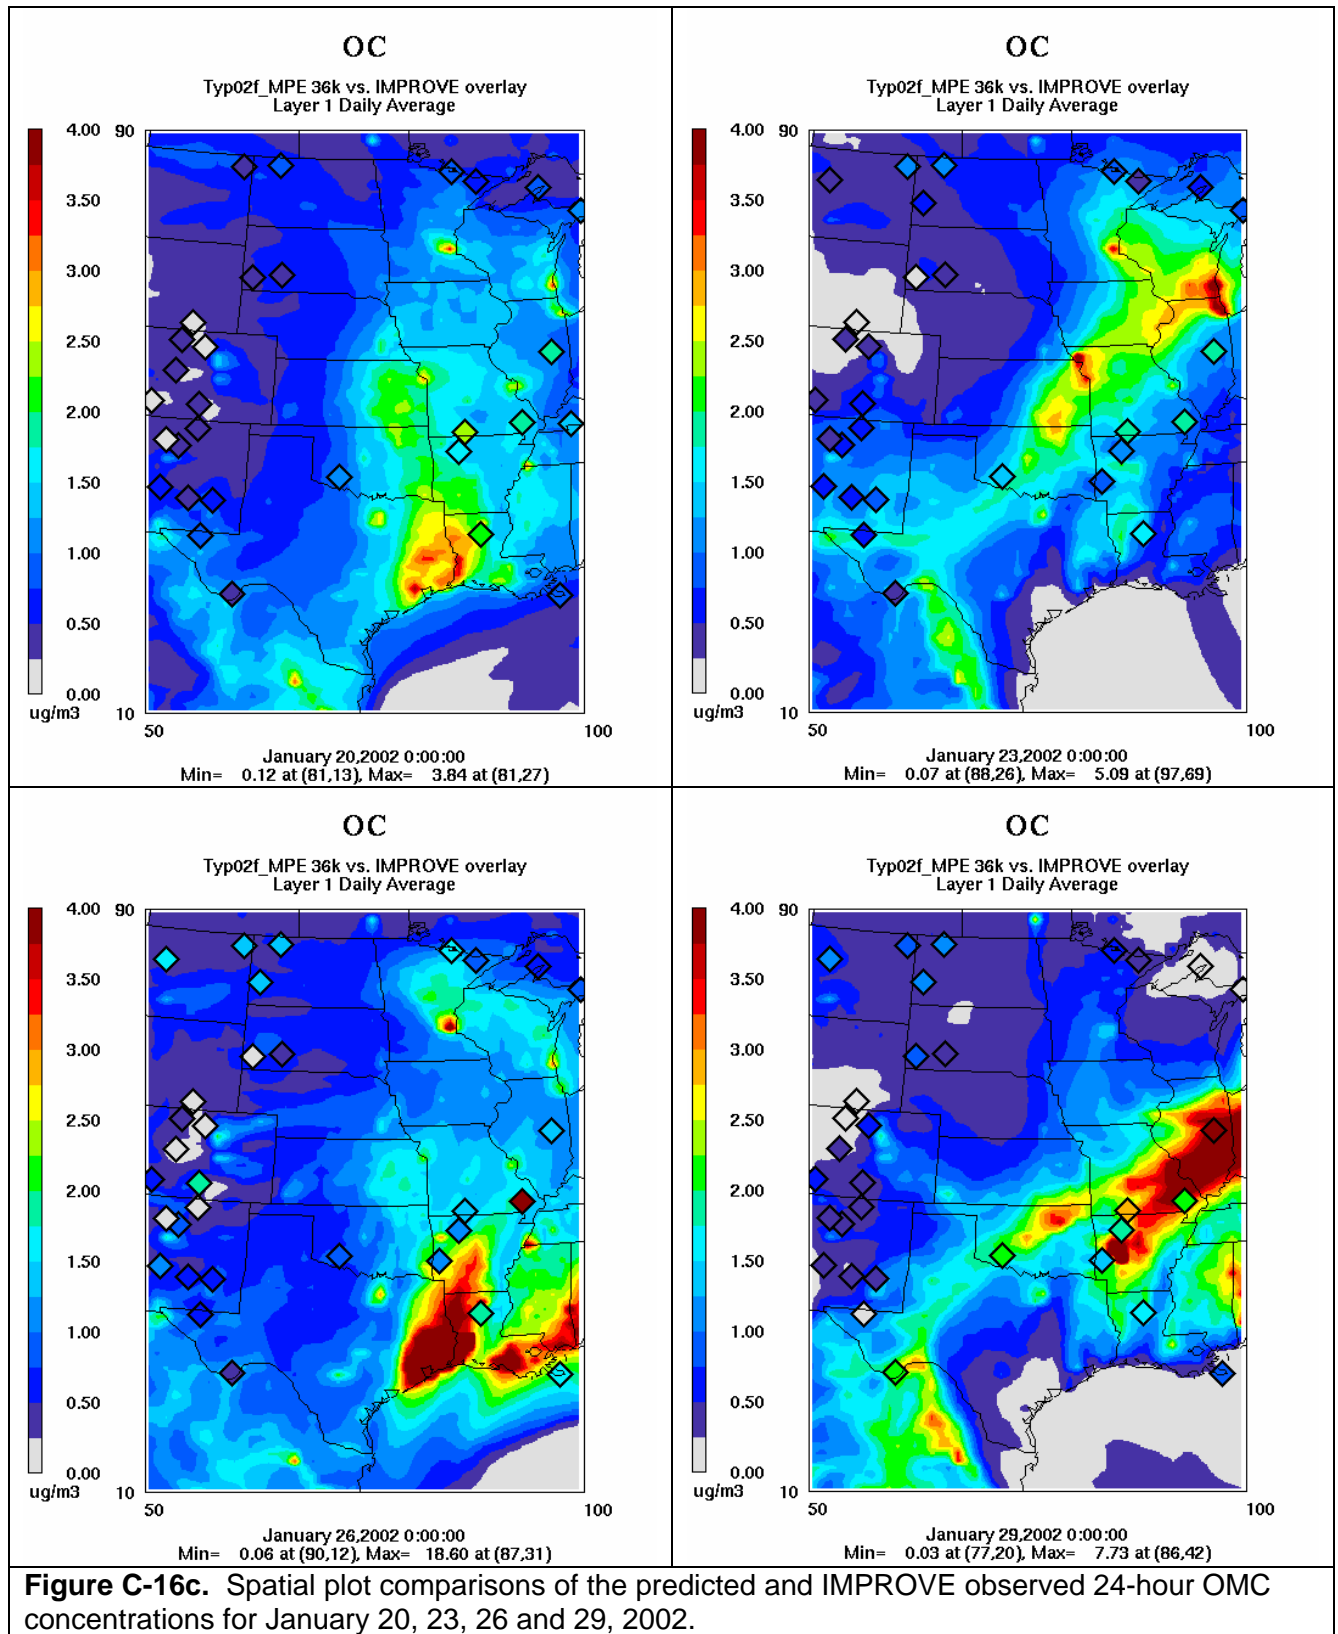 OC
Typ02f_MPE 36k vs. IMPROVE overlay
Layer 1 Daily Average
4.00
3.50
3.00
2.50
2.00
1.50
1.00
0.50
0.00
ug/m3
90
10
50
100
January 20,2002 0:00:00
Min= 0.12 at (81,13), Max= 3.84 at (81,27)
OC
Typ02f_MPE 36k vs. IMPROVE overlay
Layer 1 Daily Average
4.00
3.50
3.00
2.50
2.00
1.50
1.00
0.50
0.00
ug/m3
90
10
50
100
January 23,2002 0:00:00
Min= 0.07 at (88,26), Max= 5.09 at (97,69)
OC
Typ02f_MPE 36k vs. IMPROVE overlay
Layer 1 Daily Average
4.00
3.50
3.00
2.50
2.00
1.50
1.00
0.50
0.00
ug/m3
90
10
50
100
January 26,2002 0:00:00
Min= 0.06 at (90,12), Max= 18.60 at (87,31)
OC
Typ02f_MPE 36k vs. IMPROVE overlay
Layer 1 Daily Average
4.00
3.50
3.00
2.50
2.00
1.50
1.00
0.50
0.00
ug/m3
90
10
50
100
January 29,2002 0:00:00
Min= 0.03 at (77,20), Max= 7.73 at (86,42)
Figure C-16c. Spatial plot comparisons of the predicted and IMPROVE observed 24-hour OMC
concentrations for January 20, 23, 26 and 29, 2002.